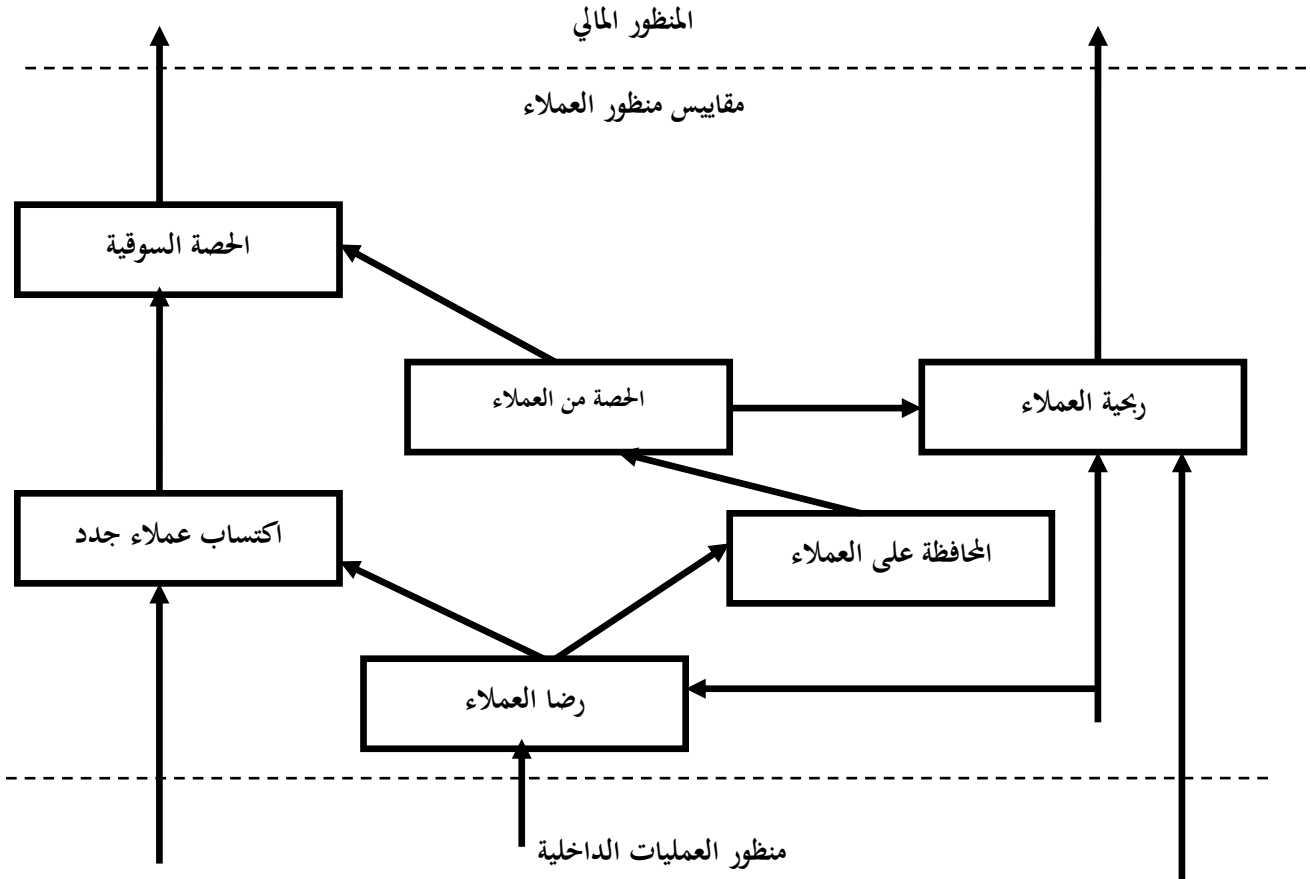 المنظور المالي
مقاييس منظور العملاء
الحصة السوقية
الحصة من العملاء
ربحية العملاء
اكتساب عملاء جدد
المحافظة على العملاء
رضا العملاء
منظور العمليات الداخلية